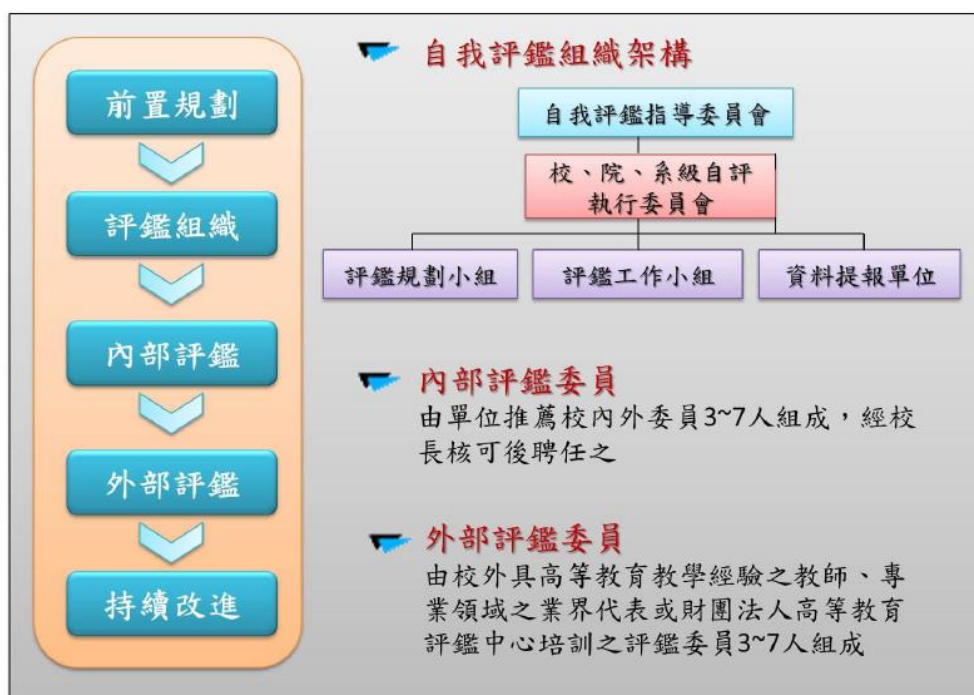 前置規劃
評鑑組織
內部評鑑
外部評鑑
持續改進
自我評鑑組織架構
自我評鑑指導委員會
校、院、系級自評
執行委員會
評鑑規劃小組
評鑑工作小組
資料提報單位
內部評鑑委員
由單位推薦校內外委員3~7人組成，經校
長核可後聘任之
外部評鑑委員
由校外具高等教育教學經驗之教師、專
業領域之業界代表或財團法人高等教育
評鑑中心培訓之評鑑委員3~7人組成